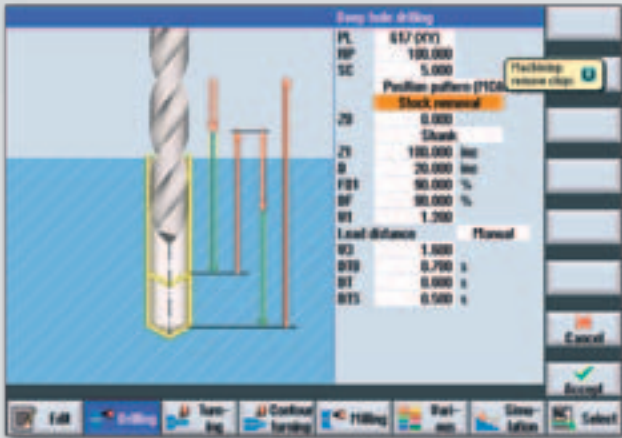 Deep hole drilling
PL G17 (XY)
RP 100.000
SC 5.000
Position pattern (MCA
Stock removal
Z0 0.000
Shank
Z1 100.000 inc
D 20.000 inc
FD1 90.000 %
DF 90.000 %
V1 1.200
Lead distance Manual
V3 1.600
DTB 0.700 s
DT 0.600 s
DTS 0.500 s
Machining:
remove chips U
Cancel
Accept
Edit
Drilling
Turn-
ing
Contour
turning
Milling
Vari-
ous
Simu-
lation
Select